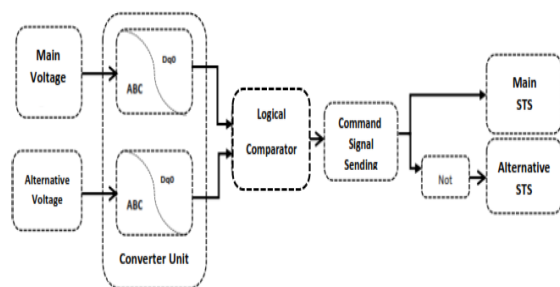 Main
Voltage
Dq0
ABC
Alternative
Voltage
Dq0
ABC
Converter Unit
Logical
Comparator
Command
Signal
Sending
Not
Main
STS
Alternative
STS